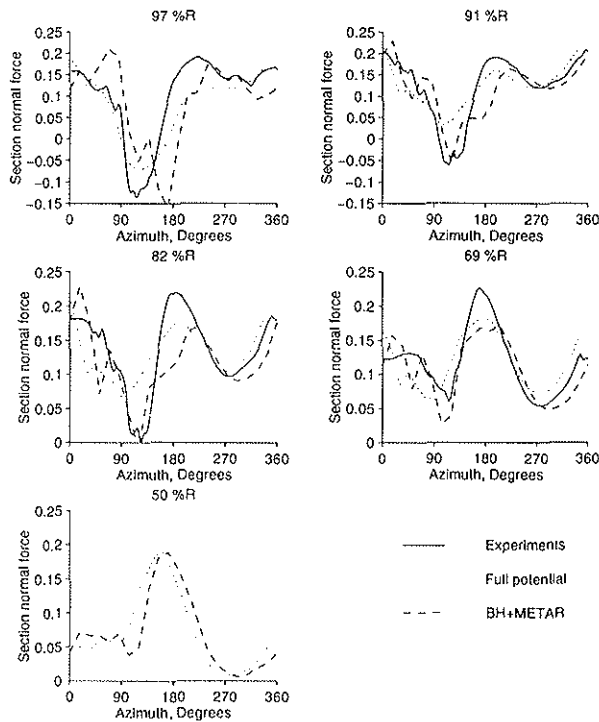 97 %R
Section normal force
0.25
0.2
0.15
0.1
0.05
0
−0.05
−0.1
−0.15
0 90 180 270 360
Azimuth, Degrees
91 %R
Section normal force
0.25
0.2
0.15
0.1
0.05
0
−0.05
−0.1
−0.15
0 90 180 270 360
Azimuth, Degrees
82 %R
Section normal force
0.25
0.2
0.15
0.1
0.05
0
0 90 180 270 360
Azimuth, Degrees
69 %R
Section normal force
0.25
0.2
0.15
0.1
0.05
0
0 90 180 270 360
Azimuth, Degrees
50 %R
Section normal force
0.25
0.2
0.15
0.1
0.05
0
0 90 180 270 360
Azimuth, Degrees
Experiments
Full potential
BH+METAR